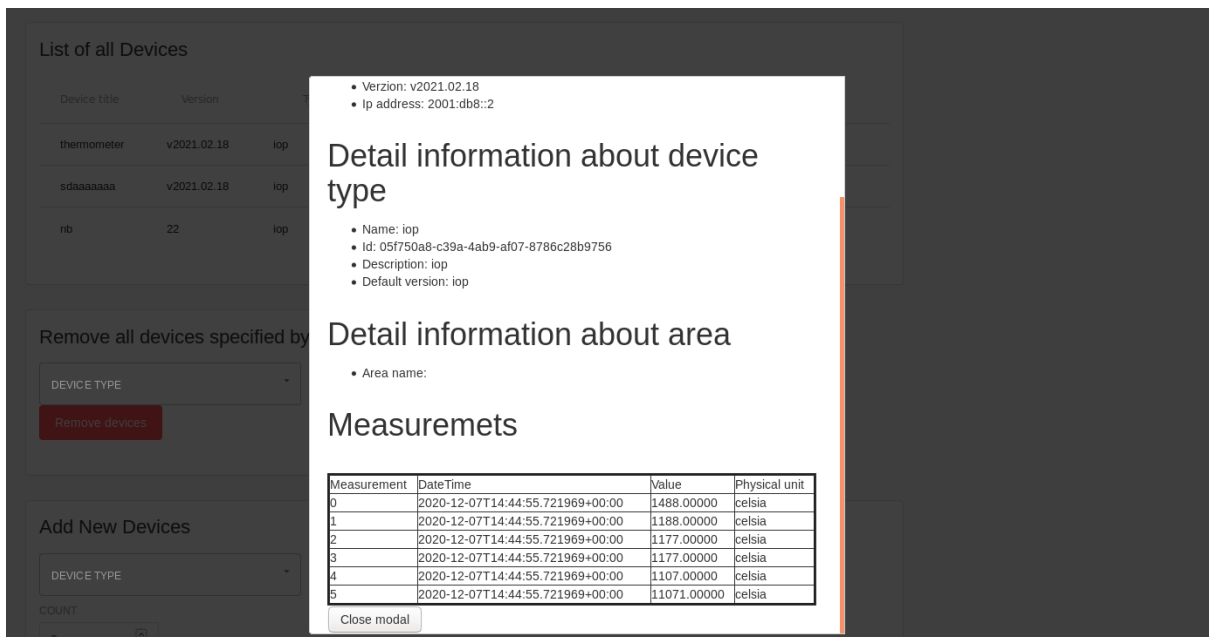 List of all Devices
Device title Version T
thermometer v2021.02.18 iop
sdaaaaaaa v2021.02.18 iop
nb 22 iop
Remove all devices specified by
DEVICE TYPE
Remove devices
Add New Devices
DEVICE TYPE
COUNT
Verzion: v2021.02.18
Ip address: 2001:db8::2
Detail information about device
type
Name: iop
Id: 05f750a8-c39a-4ab9-af07-8786c28b9756
Description: iop
Default version: iop
Detail information about area
Area name:
Measuremets
Measurement DateTime Value Physical unit
0 2020-12-07T14:44:55.721969+00:00 1488.00000 celsia
1 2020-12-07T14:44:55.721969+00:00 1188.00000 celsia
2 2020-12-07T14:44:55.721969+00:00 1177.00000 celsia
3 2020-12-07T14:44:55.721969+00:00 1177.00000 celsia
4 2020-12-07T14:44:55.721969+00:00 1107.00000 celsia
5 2020-12-07T14:44:55.721969+00:00 11071.00000 celsia
Close modal